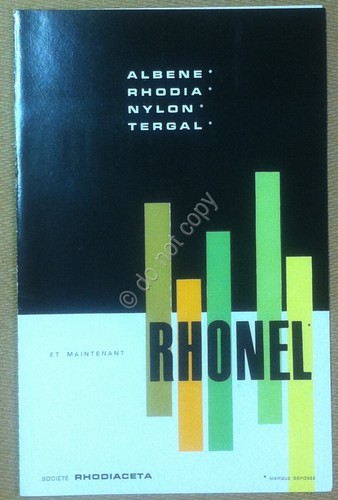 ALBENE*
RHODIA*
NYLON*
TERGAL*
© do not copy
ET MAINTENANT
RHONEL*
SOCIÉTÉ RHODIACETA
* MARQUE DÉPOSÉE